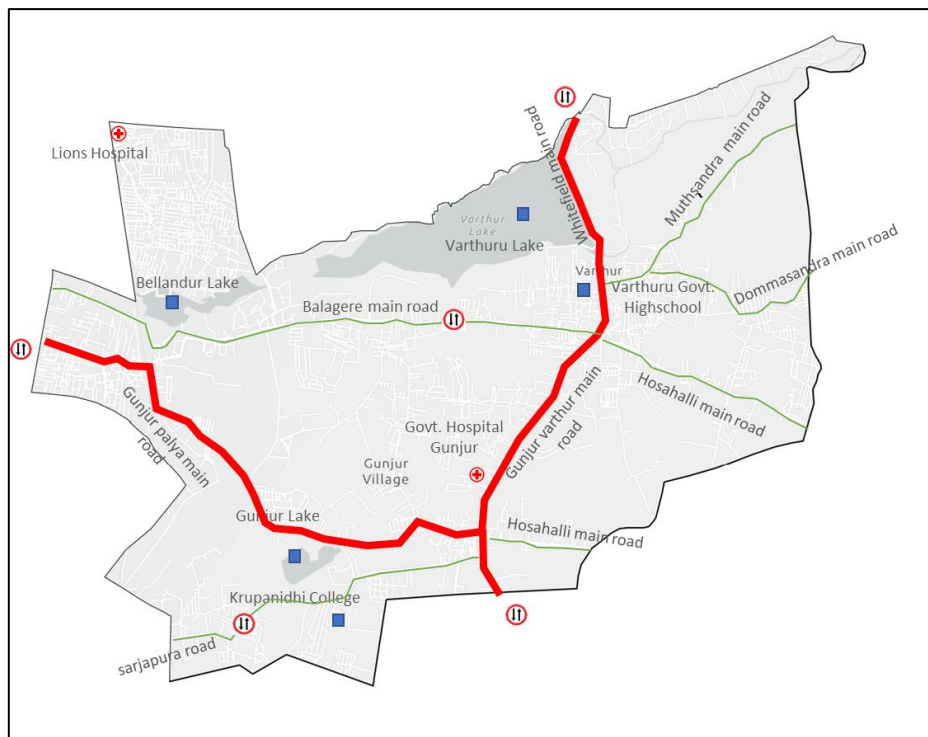 Whitefield main road
Muthsandra main road
Lions Hospital
Varthur
Lake
Varthuru Lake
Dommasandra main road
Varthur
Bellandur Lake
Varthuru Govt.
Highschool
Balagere main road
Hosahalli main road
Gunjur palya main
road
Gunjur varthur main
road
Govt. Hospital
Gunjur
Gunjur
Village
Gunjur Lake
Hosahalli main road
Krupanidhi College
sarjapura road